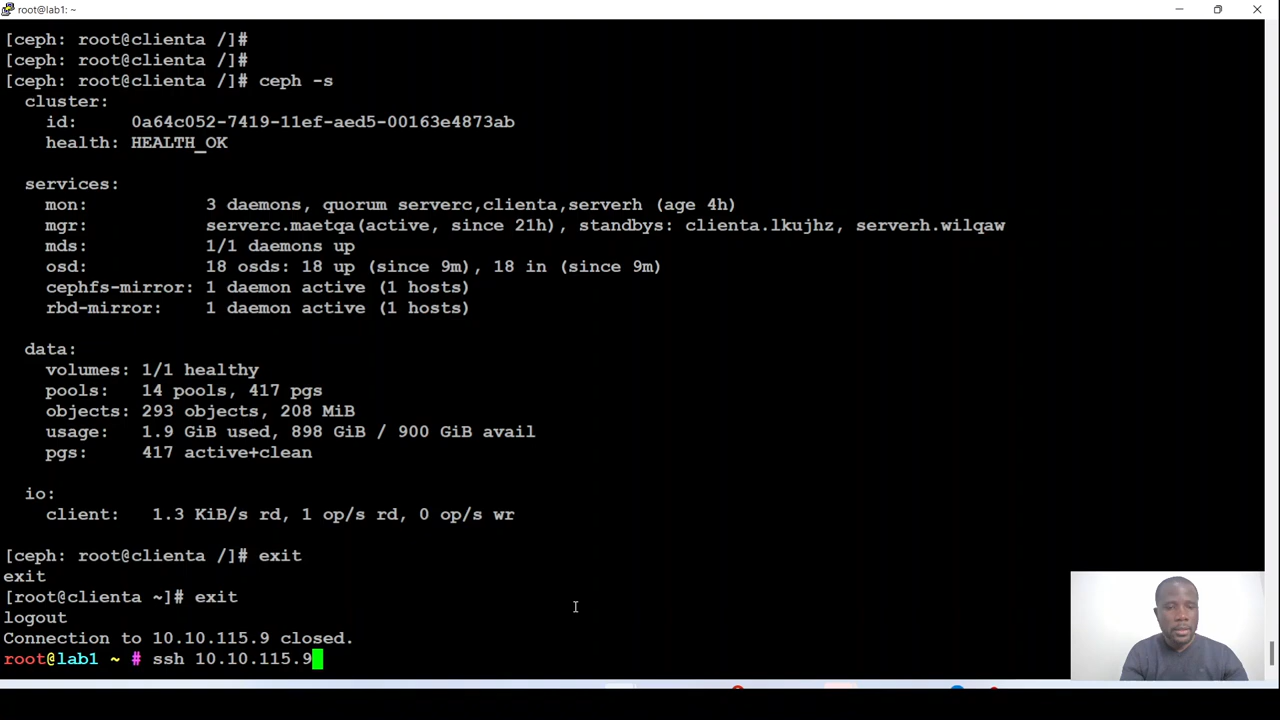 root@lab1: ~
[ceph: root@clienta /]#
[ceph: root@clienta /]#
[ceph: root@clienta /]# ceph -s
cluster:
id: 0a64c052-7419-11ef-aed5-00163e4873ab
health: HEALTH_OK
services:
mon: 3 daemons, quorum serverc,clienta,serverh (age 4h)
mgr: serverc.maetqa(active, since 21h), standbys: clienta.lkujhz, serverh.wilqaw
mds: 1/1 daemons up
osd: 18 osds: 18 up (since 9m), 18 in (since 9m)
cephfs-mirror: 1 daemon active (1 hosts)
rbd-mirror: 1 daemon active (1 hosts)
data:
volumes: 1/1 healthy
pools: 14 pools, 417 pgs
objects: 293 objects, 208 MiB
usage: 1.9 GiB used, 898 GiB / 900 GiB avail
pgs: 417 active+clean
io:
client: 1.3 KiB/s rd, 1 op/s rd, 0 op/s wr
[ceph: root@clienta /]# exit
exit
[root@clienta ~]# exit
logout
Connection to 10.10.115.9 closed.
root@lab1 ~ # ssh 10.10.115.9